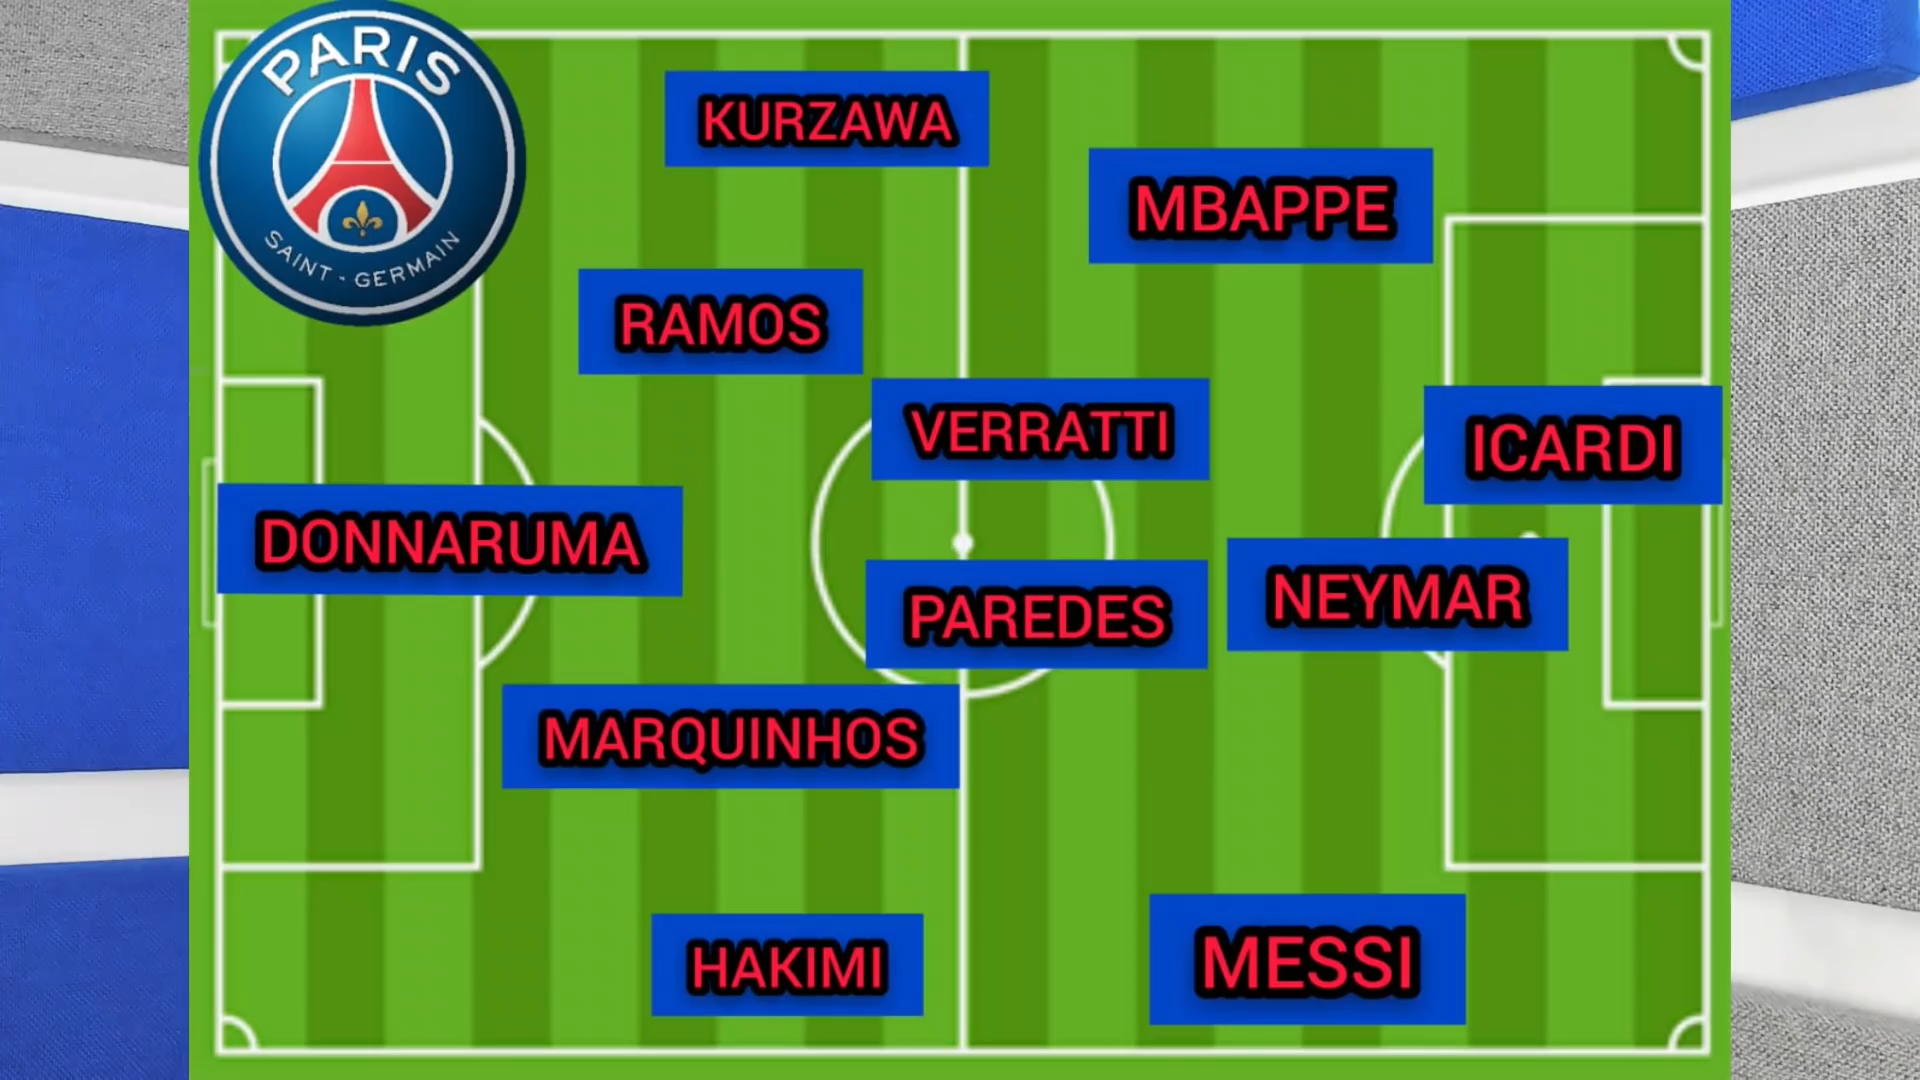 PARIS
SAINT - GERMAIN
KURZAWA
MBAPPE
RAMOS
VERRATTI
ICARDI
DONNARUMA
PAREDES
NEYMAR
MARQUINHOS
HAKIMI
MESSI